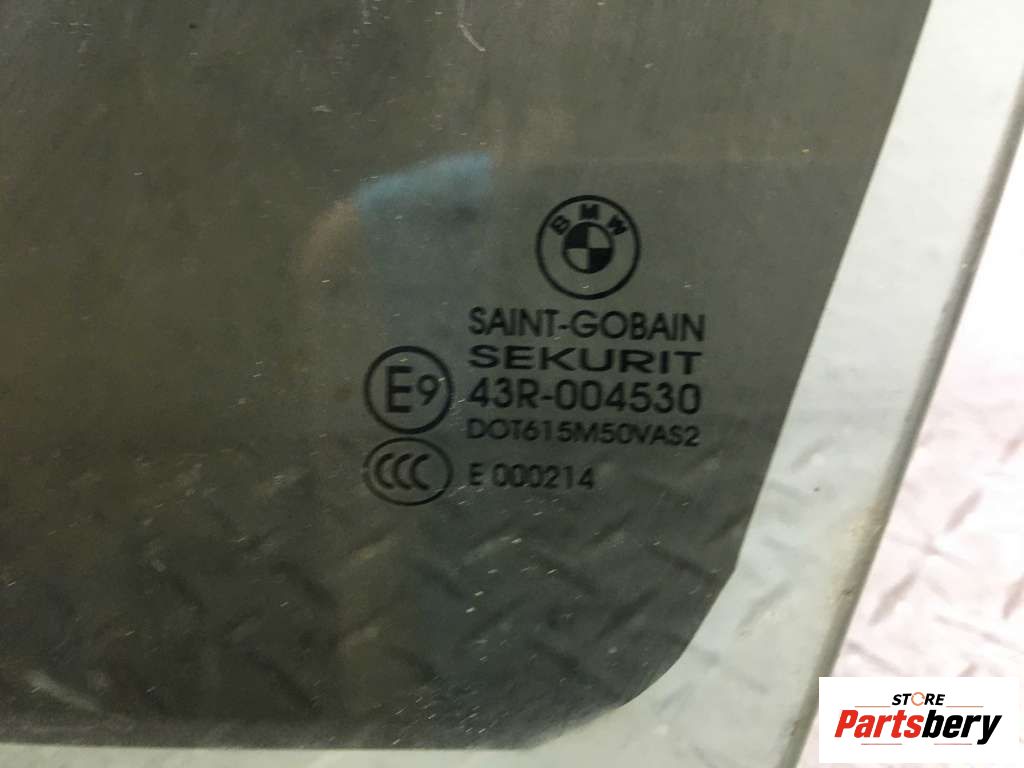 BMW
SAINT-GOBAIN
SEKURIT
E9 43R-004530
DOT615M50VAS2
CCC E 000214
STORE
Partsbery